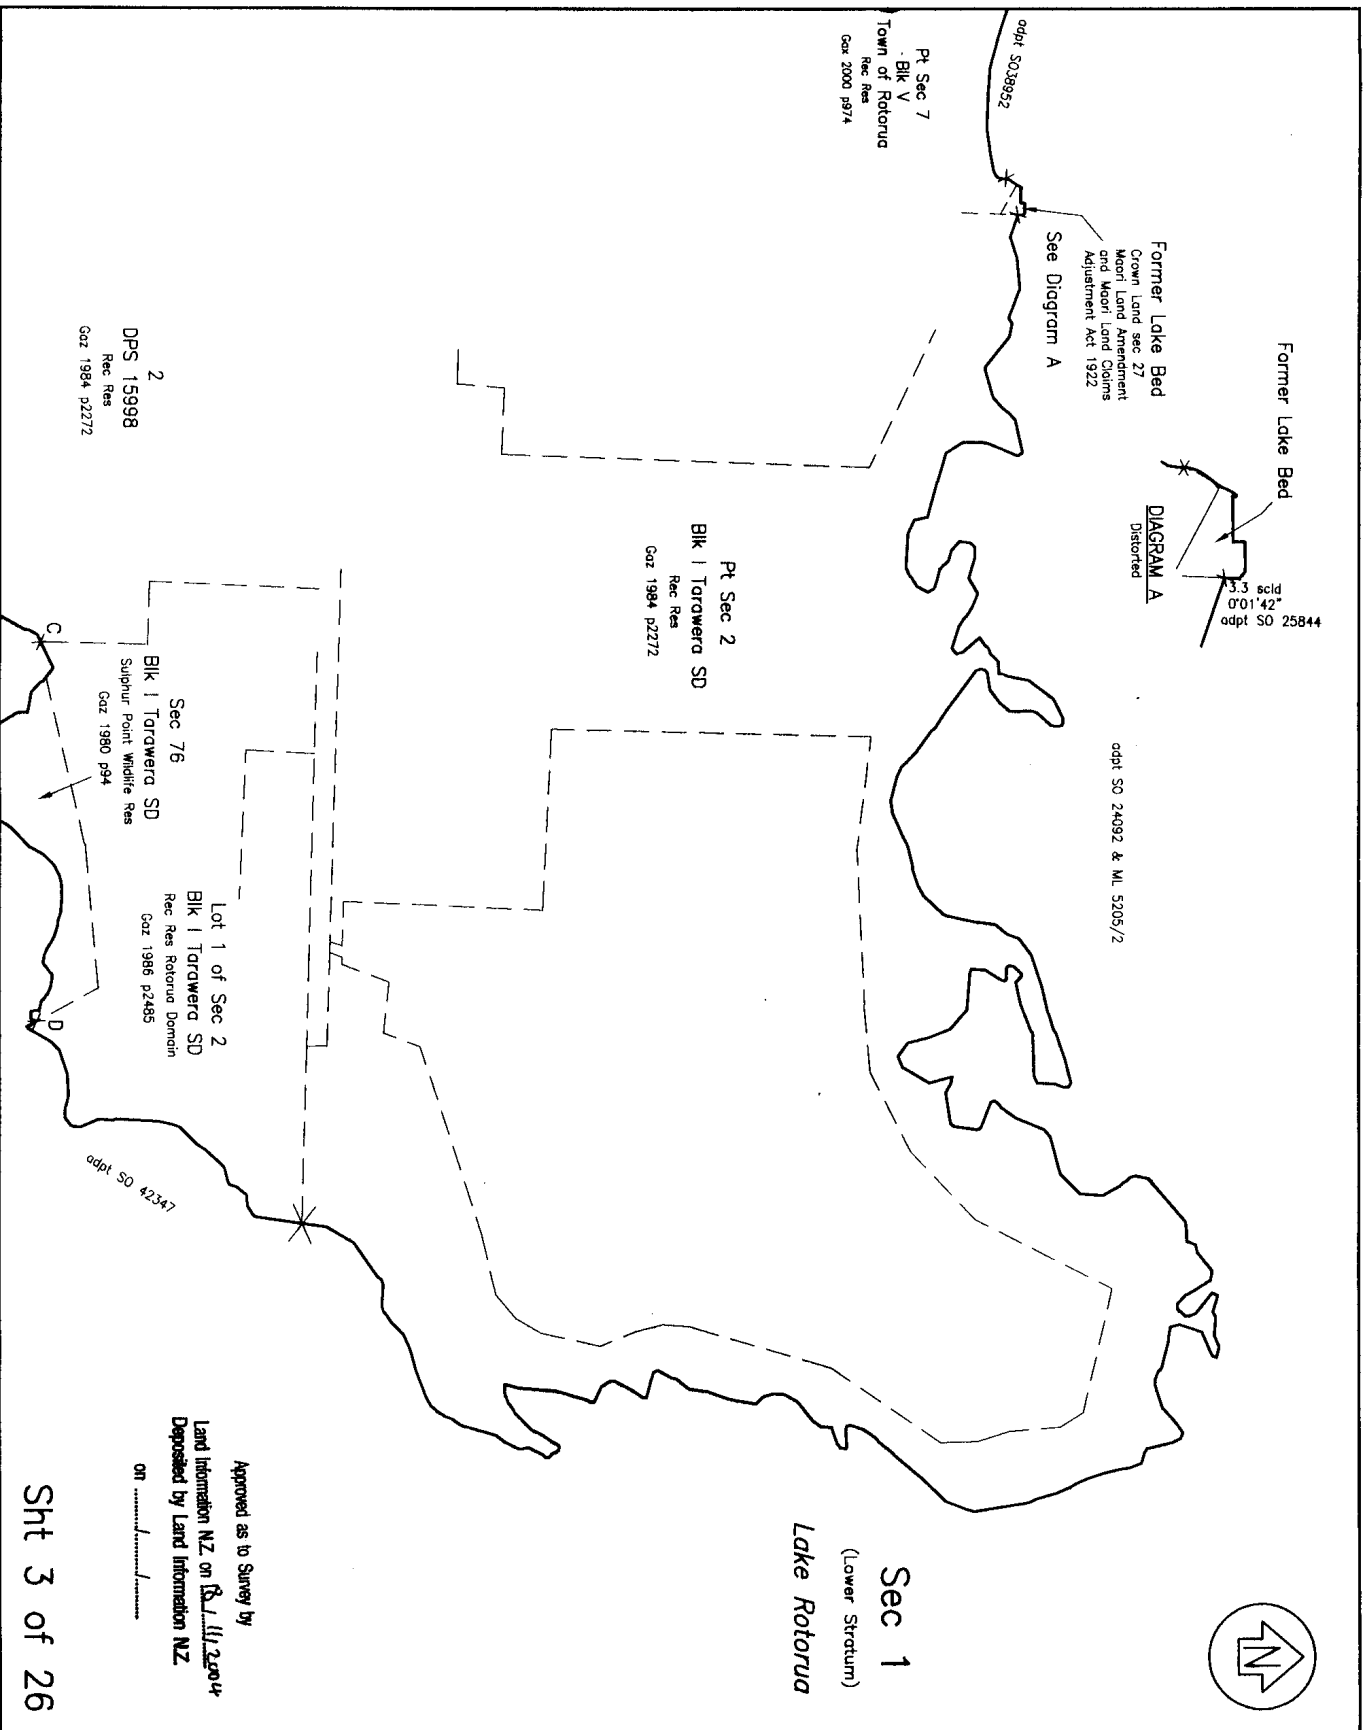 adpt SO38952
Pt Sec 7
Blk V
Town of Rotorua
Rec Res
Gaz 2000 p974
Former Lake Bed
Crown Land sec 27
Maori Land Amendment
and Maori Land Claims
Adjustment Act 1922
See Diagram A
Former Lake Bed
DIAGRAM A
Distorted
3.3 scld
0°01'42"
adpt SO 25844
adpt SO 24092 & ML 5205/2
2
DPS 15998
Rec Res
Gaz 1984 p2272
Pt Sec 2
Blk I Tarawera SD
Rec Res
Gaz 1984 p2272
C
Sec 76
Blk I Tarawera SD
Sulphur Point Wildlife Res
Gaz 1980 p94
Lot 1 of Sec 2
Blk I Tarawera SD
Rec Res Rotorua Domain
Gaz 1986 p2485
D
adpt SO 42347
N
Sec 1
(Lower Stratum)
Lake Rotorua
Approved as to Survey by
Land Information N.Z. on 18/11/2004
Deposited by Land Information N.Z.
on ......../......../........
Sht 3 of 26